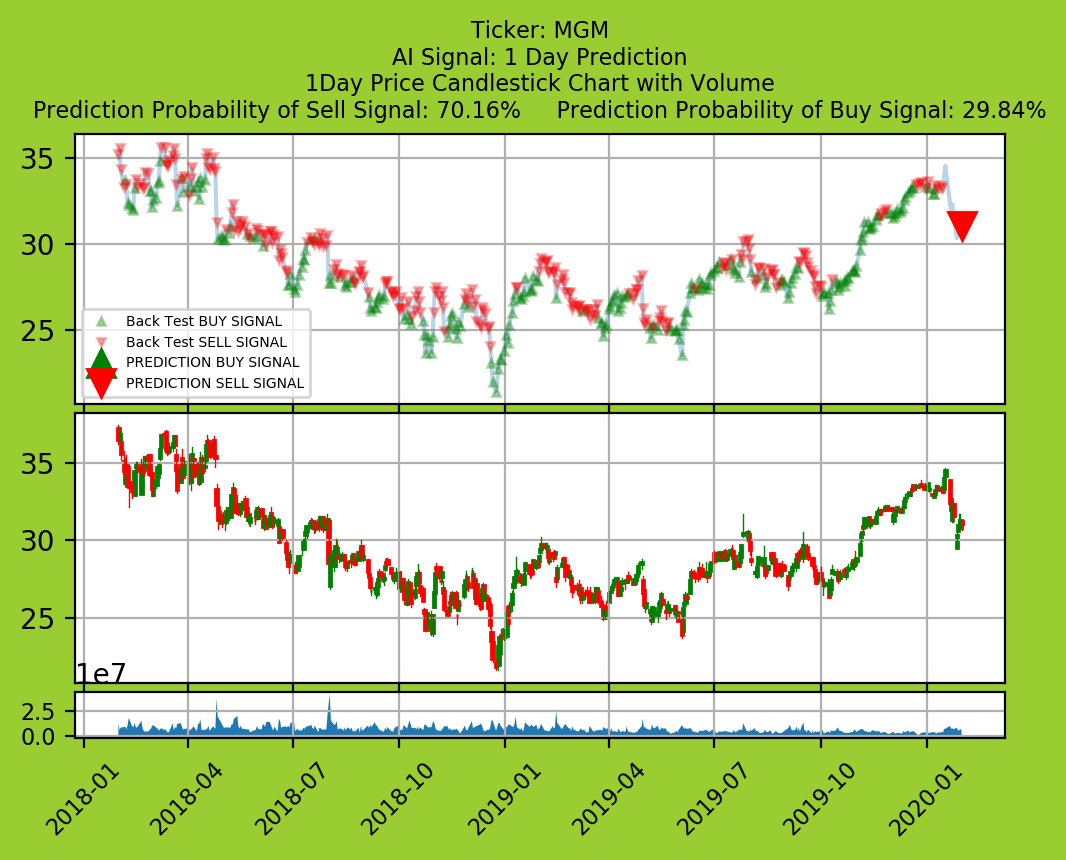 Ticker: MGM
AI Signal: 1 Day Prediction
1Day Price Candlestick Chart with Volume
Prediction Probability of Sell Signal: 70.16% Prediction Probability of Buy Signal: 29.84%
35
30
25
Back Test BUY SIGNAL
Back Test SELL SIGNAL
PREDICTION BUY SIGNAL
PREDICTION SELL SIGNAL
35
30
25
1e7
2.5
0.0
2018-01 2018-04 2018-07 2018-10 2019-01 2019-04 2019-07 2019-10 2020-01